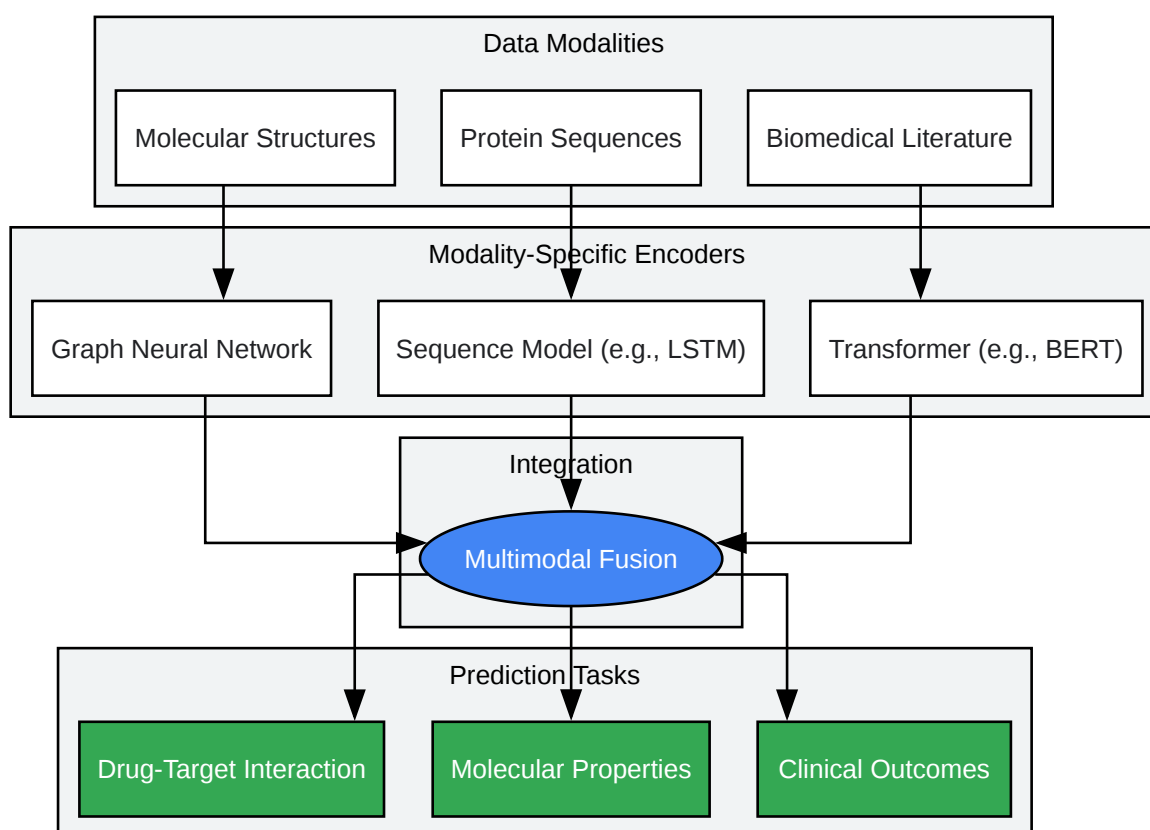 Data Modalities
Molecular Structures
Protein Sequences
Biomedical Literature
Modality-Specific Encoders
Graph Neural Network
Sequence Model (e.g., LSTM)
Transformer (e.g., BERT)
Integration
Multimodal Fusion
Prediction Tasks
Drug-Target Interaction
Molecular Properties
Clinical Outcomes